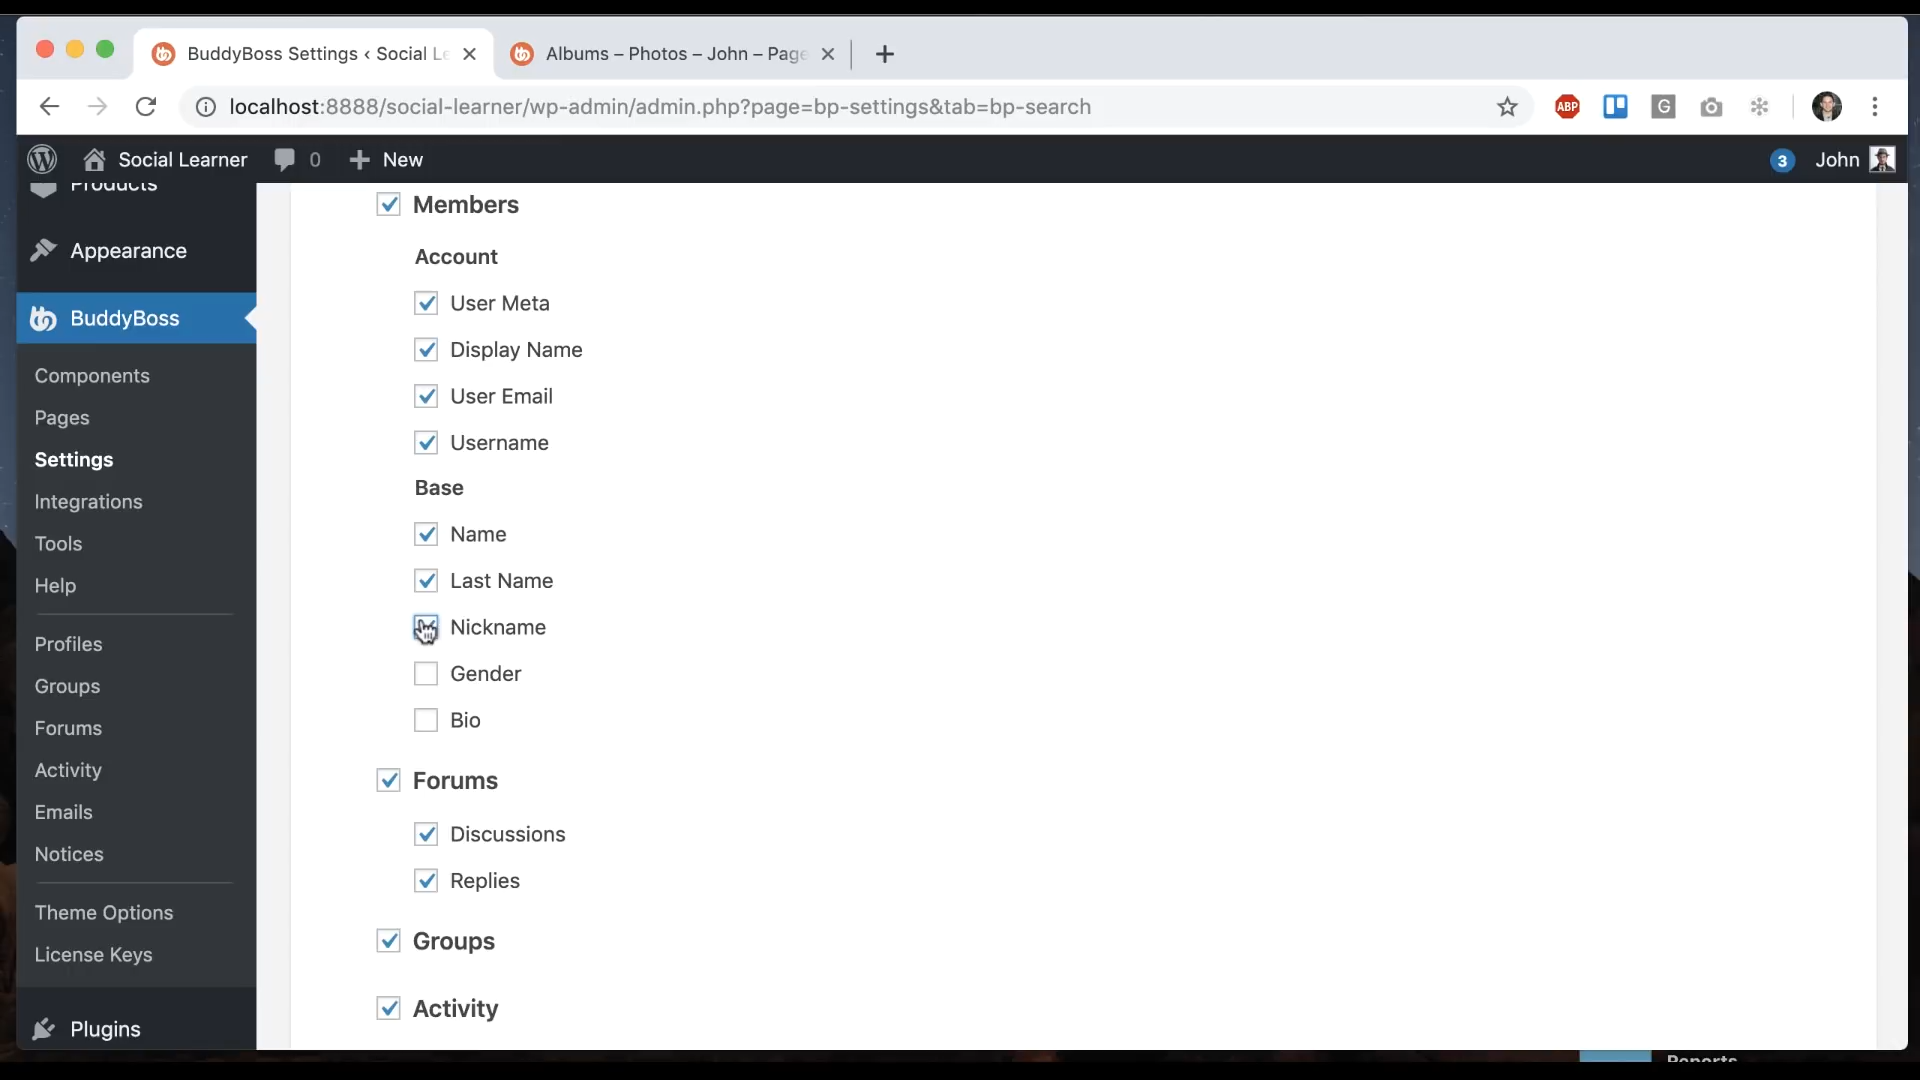 BuddyBoss Settings ‹ Social Le
Albums – Photos – John – Page
localhost:8888/social-learner/wp-admin/admin.php?page=bp-settings&tab=bp-search
ABP
G
Social Learner
0
New
3
John
Products
Appearance
BuddyBoss
Components
Pages
Settings
Integrations
Tools
Help
Profiles
Groups
Forums
Activity
Emails
Notices
Theme Options
License Keys
Plugins
Members
Account
User Meta
Display Name
User Email
Username
Base
Name
Last Name
Nickname
Gender
Bio
Forums
Discussions
Replies
Groups
Activity
Reports